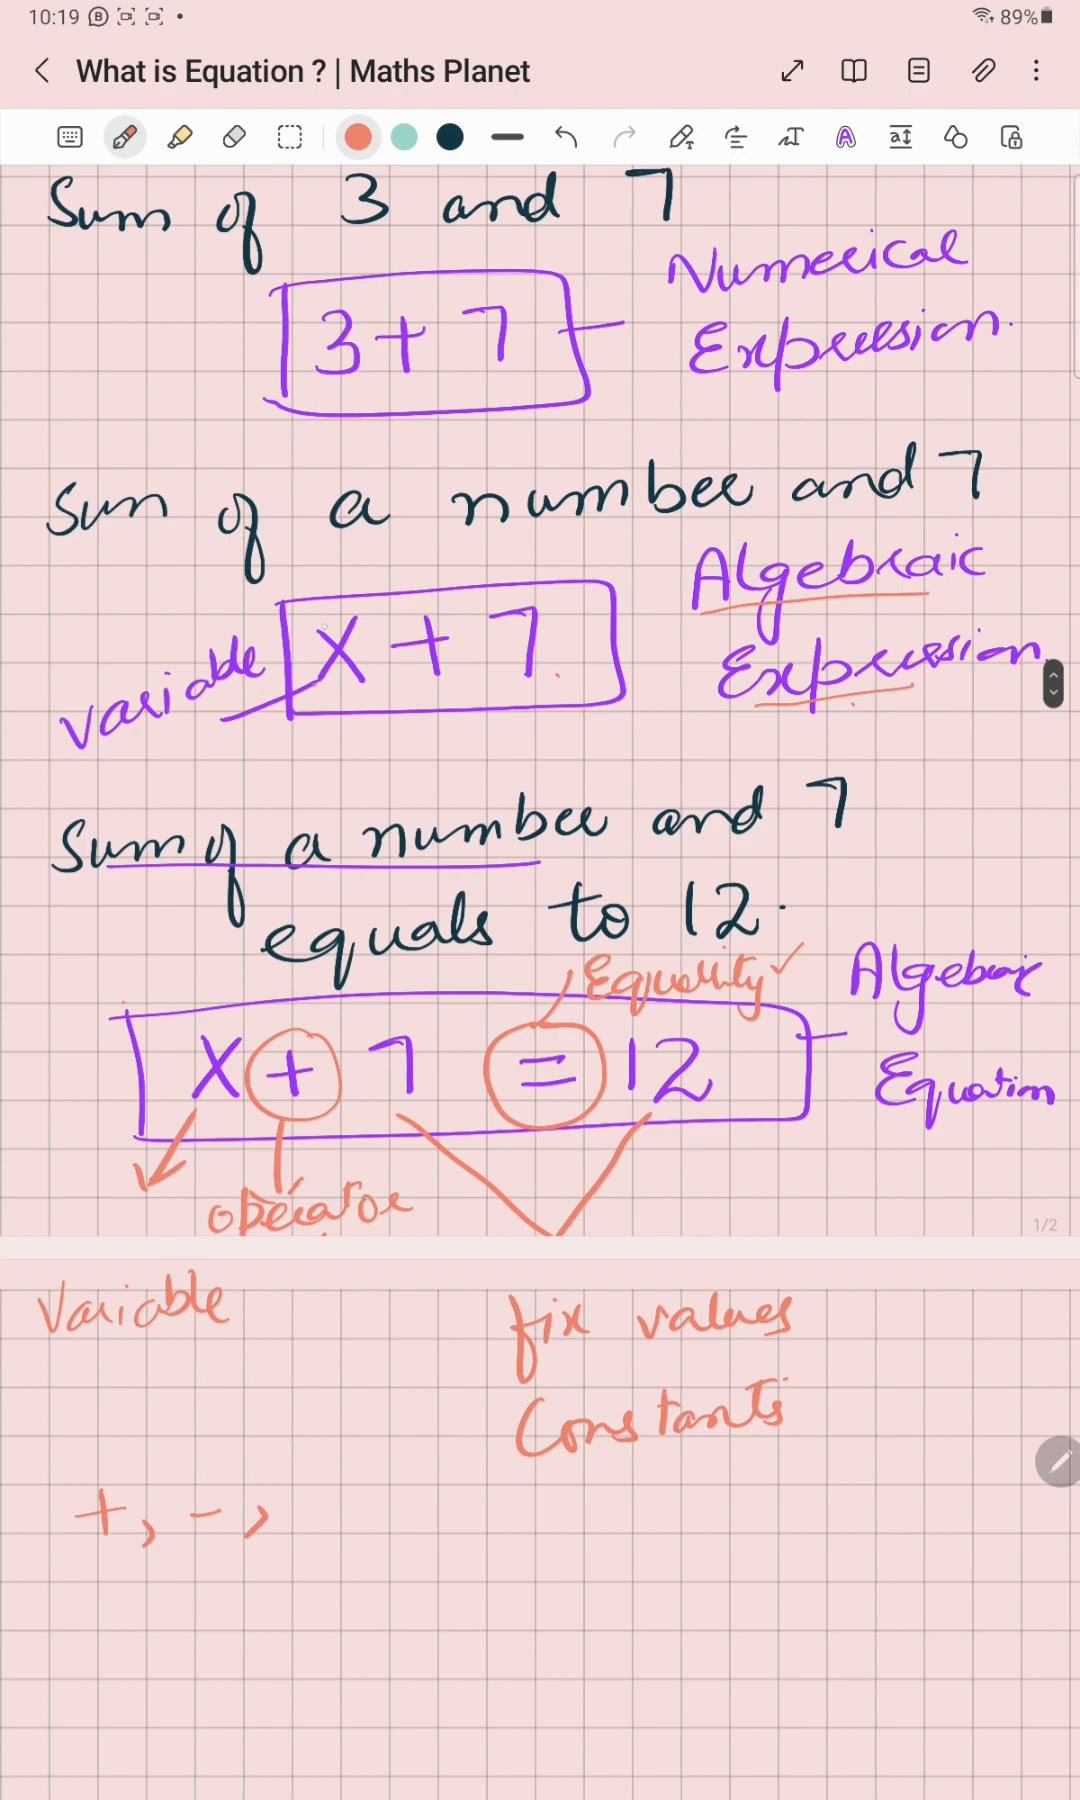 10:19 89%
What is Equation ? | Maths Planet
Sum of 3 and 7
3 + 7
Numerical
Expression.
Sum of a number and 7
Algebraic
Expression
variable x + 7
Sum of a number and 7
equals to 12.
Equality ✓
Algebraic
x + 7 = 12
Equation
operator
1/2
Variable
fix values
Constants
+, -,